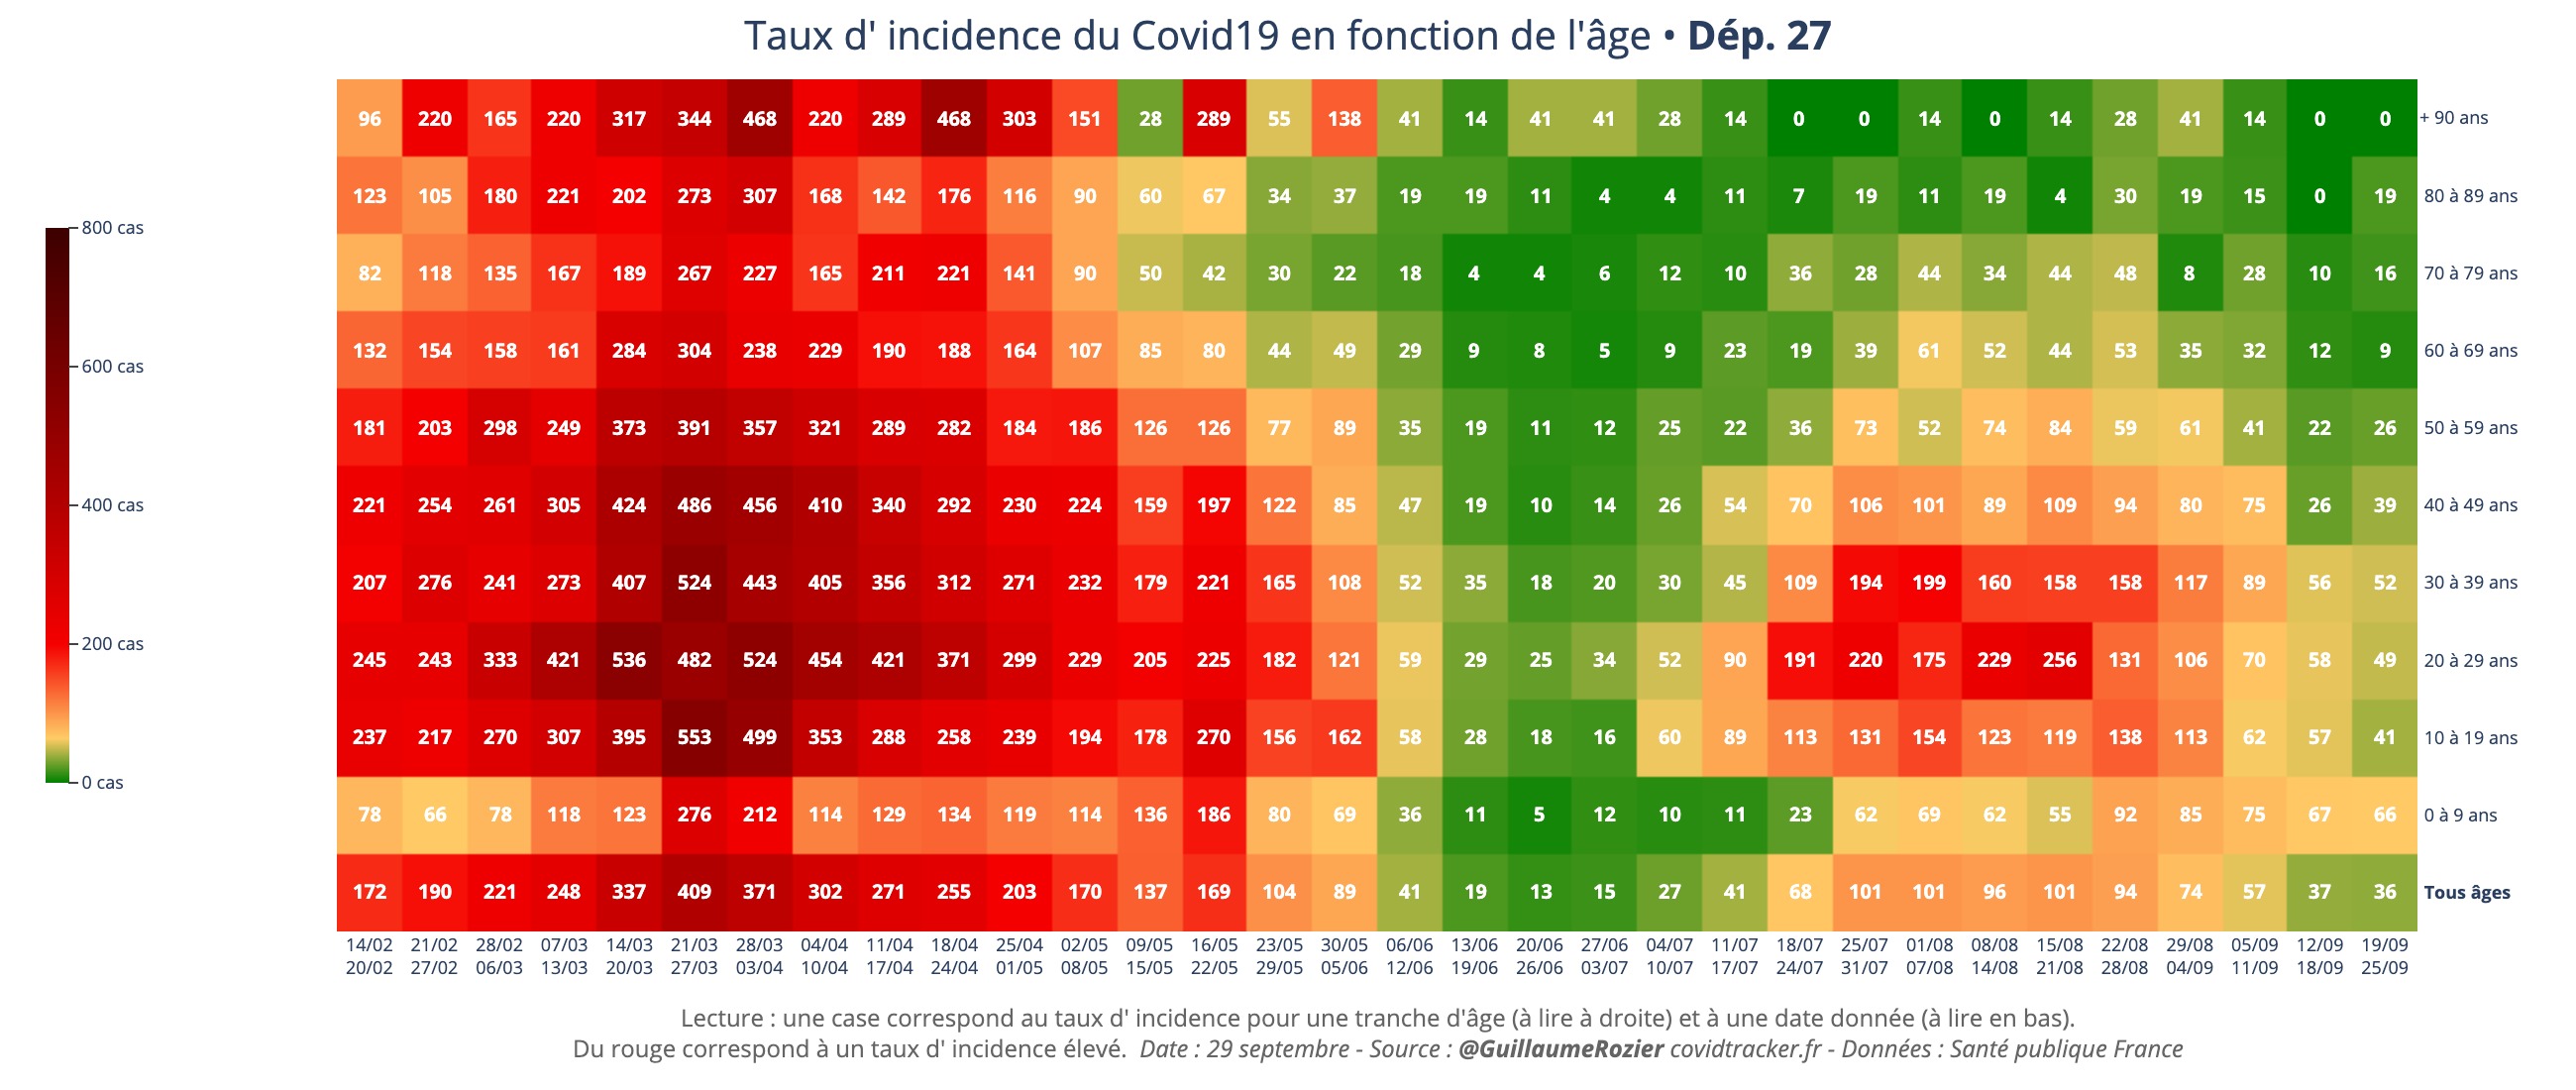 Taux d' incidence du Covid19 en fonction de l'âge • Dép. 27
800 cas
600 cas
400 cas
200 cas
0 cas
96 220 165 220 317 344 468 220 289 468 303 151 28 289 55 138 41 14 41 41 28 14 0 0 14 0 14 28 41 14 0 0 + 90 ans
123 105 180 221 202 273 307 168 142 176 116 90 60 67 34 37 19 19 11 4 4 11 7 19 11 19 4 30 19 15 0 19 80 à 89 ans
82 118 135 167 189 267 227 165 211 221 141 90 50 42 30 22 18 4 4 6 12 10 36 28 44 34 44 48 8 28 10 16 70 à 79 ans
132 154 158 161 284 304 238 229 190 188 164 107 85 80 44 49 29 9 8 5 9 23 19 39 61 52 44 53 35 32 12 9 60 à 69 ans
181 203 298 249 373 391 357 321 289 282 184 186 126 126 77 89 35 19 11 12 25 22 36 73 52 74 84 59 61 41 22 26 50 à 59 ans
221 254 261 305 424 486 456 410 340 292 230 224 159 197 122 85 47 19 10 14 26 54 70 106 101 89 109 94 80 75 26 39 40 à 49 ans
207 276 241 273 407 524 443 405 356 312 271 232 179 221 165 108 52 35 18 20 30 45 109 194 199 160 158 158 117 89 56 52 30 à 39 ans
245 243 333 421 536 482 524 454 421 371 299 229 205 225 182 121 59 29 25 34 52 90 191 220 175 229 256 131 106 70 58 49 20 à 29 ans
237 217 270 307 395 553 499 353 288 258 239 194 178 270 156 162 58 28 18 16 60 89 113 131 154 123 119 138 113 62 57 41 10 à 19 ans
78 66 78 118 123 276 212 114 129 134 119 114 136 186 80 69 36 11 5 12 10 11 23 62 69 62 55 92 85 75 67 66 0 à 9 ans
172 190 221 248 337 409 371 302 271 255 203 170 137 169 104 89 41 19 13 15 27 41 68 101 101 96 101 94 74 57 37 36 Tous âges
14/02 21/02 28/02 07/03 14/03 21/03 28/03 04/04 11/04 18/04 25/04 02/05 09/05 16/05 23/05 30/05 06/06 13/06 20/06 27/06 04/07 11/07 18/07 25/07 01/08 08/08 15/08 22/08 29/08 05/09 12/09 19/09
20/02 27/02 06/03 13/03 20/03 27/03 03/04 10/04 17/04 24/04 01/05 08/05 15/05 22/05 29/05 05/06 12/06 19/06 26/06 03/07 10/07 17/07 24/07 31/07 07/08 14/08 21/08 28/08 04/09 11/09 18/09 25/09
Lecture : une case correspond au taux d' incidence pour une tranche d'âge (à lire à droite) et à une date donnée (à lire en bas).
Du rouge correspond à un taux d' incidence élevé. Date : 29 septembre - Source : @GuillaumeRozier covidtracker.fr - Données : Santé publique France